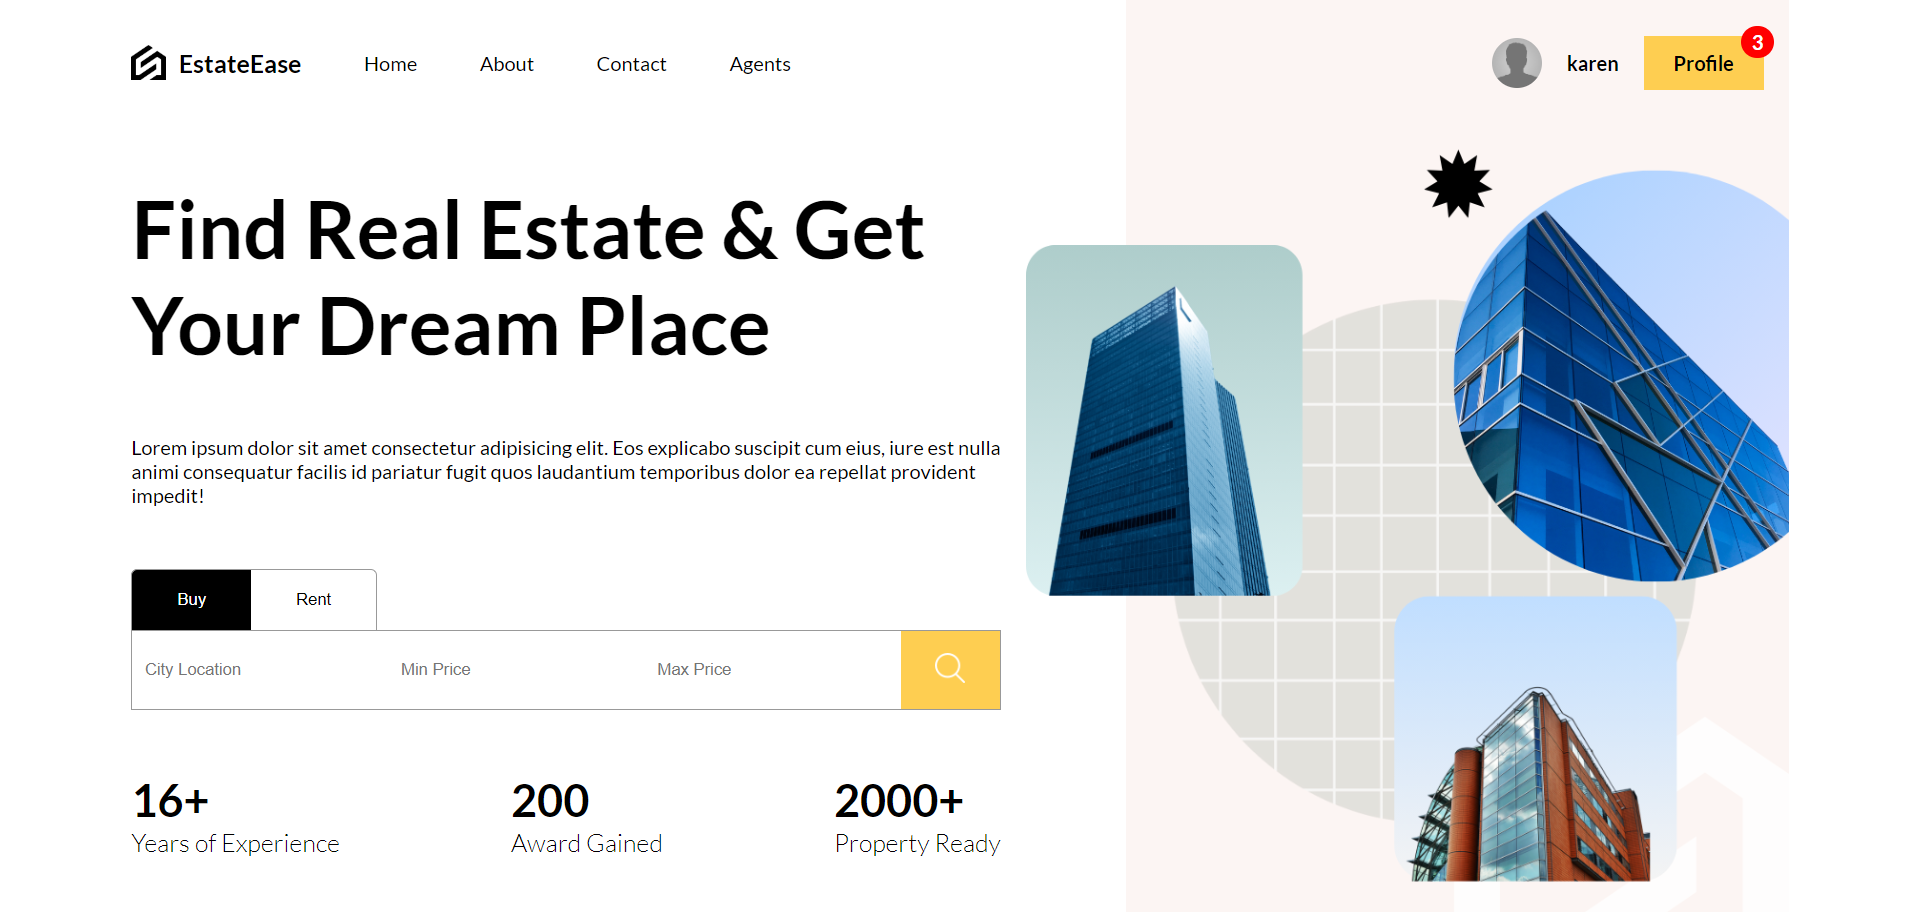 EstateEase
Home
About
Contact
Agents
karen
Profile
3
Find Real Estate & Get
Your Dream Place
Lorem ipsum dolor sit amet consectetur adipisicing elit. Eos explicabo suscipit cum eius, iure est nulla
animi consequatur facilis id pariatur fugit quos laudantium temporibus dolor ea repellat provident
impedit!
Buy
Rent
City Location
Min Price
Max Price
16+
Years of Experience
200
Award Gained
2000+
Property Ready